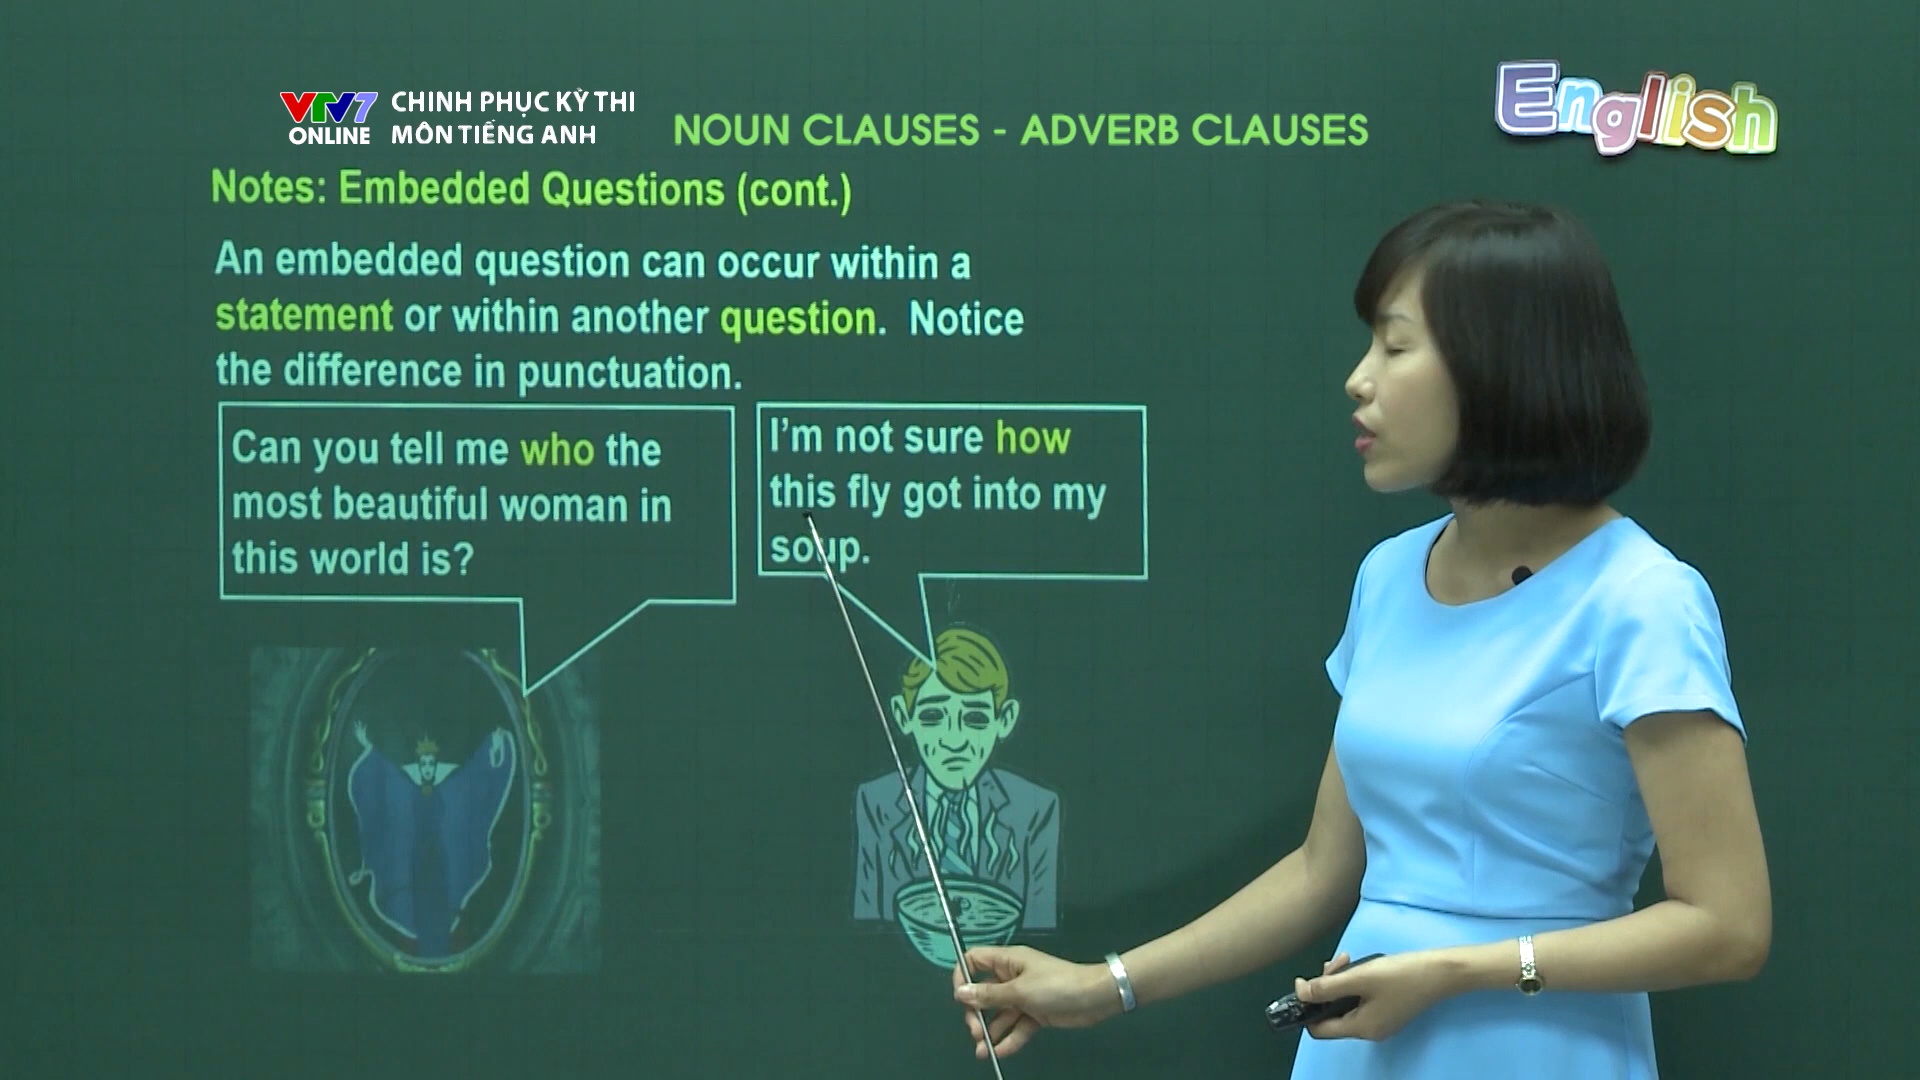 VTV7
ONLINE
CHINH PHỤC KỲ THI
MÔN TIẾNG ANH
NOUN CLAUSES - ADVERB CLAUSES
English
Notes: Embedded Questions (cont.)
An embedded question can occur within a
statement or within another question. Notice
the difference in punctuation.
Can you tell me who the
most beautiful woman in
this world is?
I'm not sure how
this fly got into my
soup.